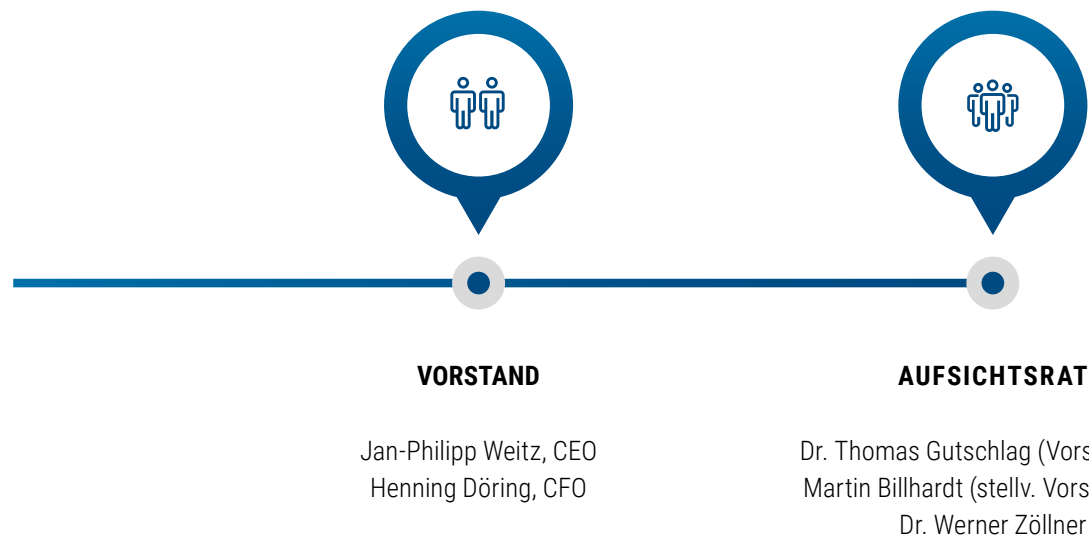 VORSTAND
Jan-Philipp Weitz, CEO
Henning Döring, CFO
AUFSICHTSRAT
Dr. Thomas Gutschlag (Vors
Martin Billhardt (stellv. Vors
Dr. Werner Zöllner